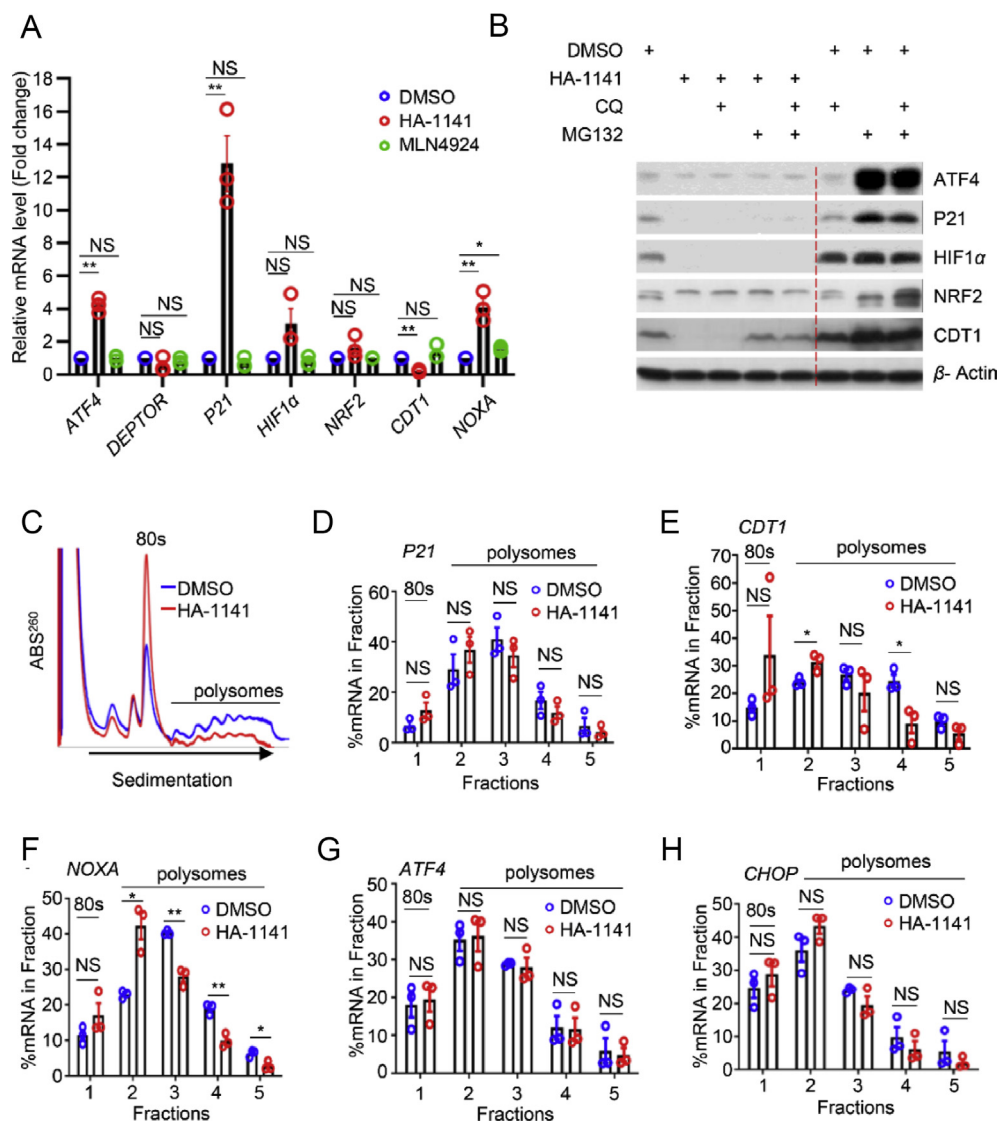 A
Relative mRNA level (Fold change)
18
16
14
12
10
8
6
4
2
0
NS
**
NS
NS
NS
**
NS
NS
NS
NS
NS
**
*
**
DMSO
HA-1141
MLN4924
ATF4
DEPTOR
P21
HIF1α
NRF2
CDT1
NOXA
B
DMSO + + + +
HA-1141 + + + +
CQ + + + +
MG132 + + + +
ATF4
P21
HIF1α
NRF2
CDT1
β- Actin
C
80s
DMSO
HA-1141
ABS260
polysomes
Sedimentation
D
P21
polysomes
80s
NS
NS
NS
NS
NS
DMSO
HA-1141
%mRNA in Fraction
60
40
20
0
1 2 3 4 5
Fractions
E
CDT1
polysomes
80s
NS
*
NS
*
NS
DMSO
HA-1141
%mRNA in Fraction
70
60
50
40
30
20
10
0
1 2 3 4 5
Fractions
F
NOXA
polysomes
80s
NS
*
**
**
*
DMSO
HA-1141
%mRNA in Fraction
50
40
30
20
10
0
1 2 3 4 5
Fractions
G
ATF4
polysomes
80s
NS
NS
NS
NS
NS
DMSO
HA-1141
%mRNA in Fraction
50
40
30
20
10
0
1 2 3 4 5
Fractions
H
CHOP
polysomes
80s
NS
NS
NS
NS
NS
DMSO
HA-1141
%mRNA in Fraction
50
40
30
20
10
0
1 2 3 4 5
Fractions